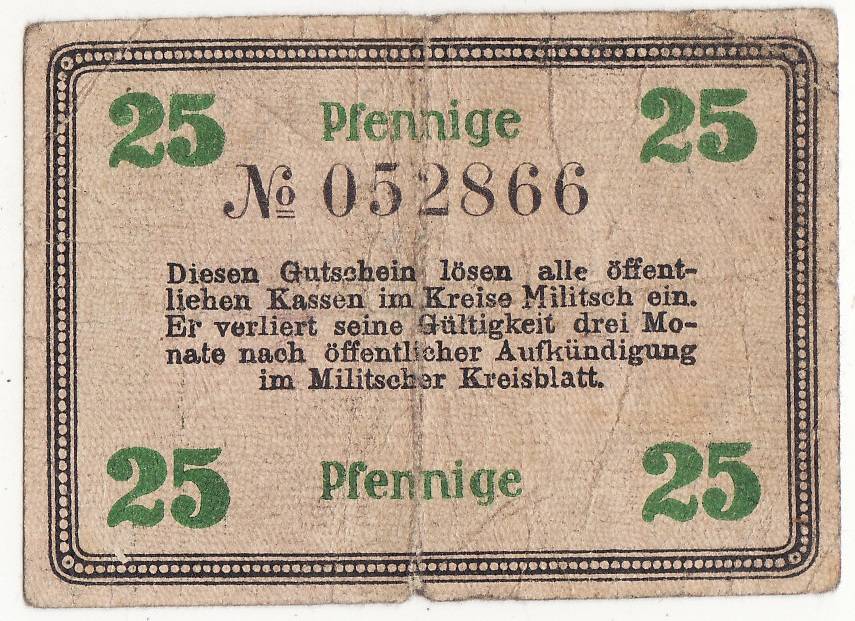 25 Pfennige 25
№ 052866
Diesen Gutschein lösen alle öffent-
lichen Kassen im Kreise Militsch ein.
Er verliert seine Gültigkeit drei Mo-
nate nach öffentlicher Aufkündigung
im Militscher Kreisblatt.
25 Pfennige 25